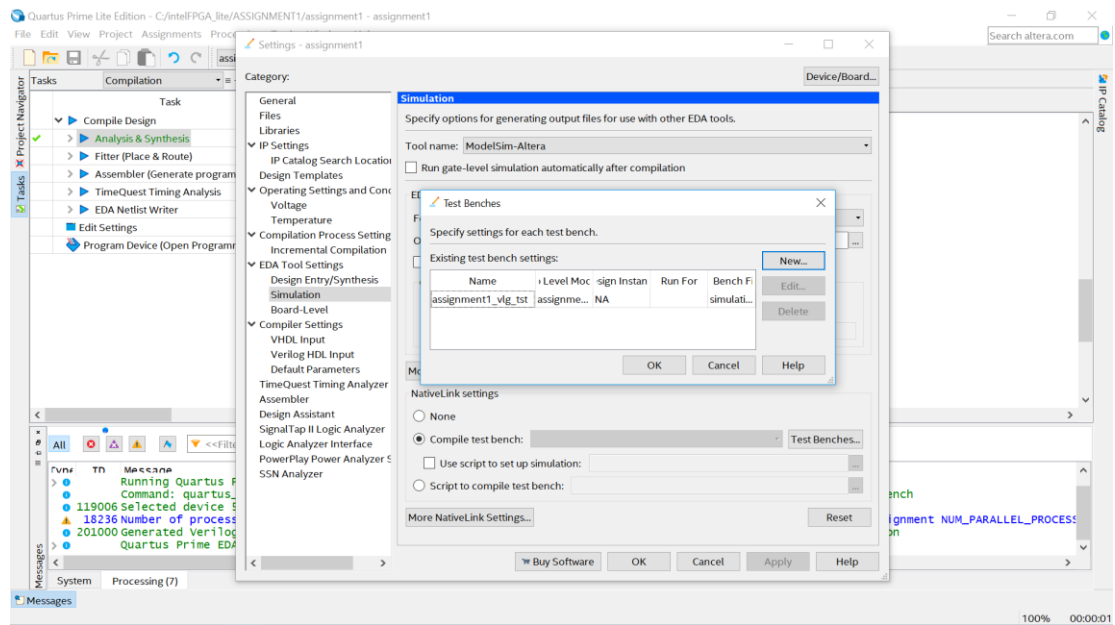 Quartus Prime Lite Edition - C:/intelFPGA_lite/ASSIGNMENT1/assignment1 - assignment1
File Edit View Project Assignments Proce
Search altera.com
assi
Project Navigator
Tasks
IP Catalog
Tasks Compilation
Task
Compile Design
Analysis & Synthesis
Fitter (Place & Route)
Assembler (Generate program
TimeQuest Timing Analysis
EDA Netlist Writer
Edit Settings
Program Device (Open Programm
Settings - assignment1
Category:
Device/Board...
General
Files
Libraries
IP Settings
IP Catalog Search Locatio
Design Templates
Operating Settings and Cond
Voltage
Temperature
Compilation Process Setting
Incremental Compilation
EDA Tool Settings
Design Entry/Synthesis
Simulation
Board-Level
Compiler Settings
VHDL Input
Verilog HDL Input
Default Parameters
TimeQuest Timing Analyzer
Assembler
Design Assistant
SignalTap II Logic Analyzer
Logic Analyzer Interface
PowerPlay Power Analyzer S
SSN Analyzer
Simulation
Specify options for generating output files for use with other EDA tools.
Tool name: ModelSim-Altera
Run gate-level simulation automatically after compilation
Test Benches
Specify settings for each test bench.
Existing test bench settings:
New...
Edit...
Delete
Name Level Moc sign Instan Run For Bench Fi
assignment1_vlg_tst assignme... NA simulati...
OK Cancel Help
NativeLink settings
None
Compile test bench: Test Benches...
Use script to set up simulation: ...
Script to compile test bench: ...
More NativeLink Settings... Reset
Buy Software OK Cancel Apply Help
All <<Filte
Type ID Message
Running Quartus P
Command: quartus_ ench
119006 Selected device 5
18236 Number of process ignment NUM_PARALLEL_PROCESS
201000 Generated Verilog on
Quartus Prime EDA
Messages
System Processing (7)
Messages
100% 00:00:01